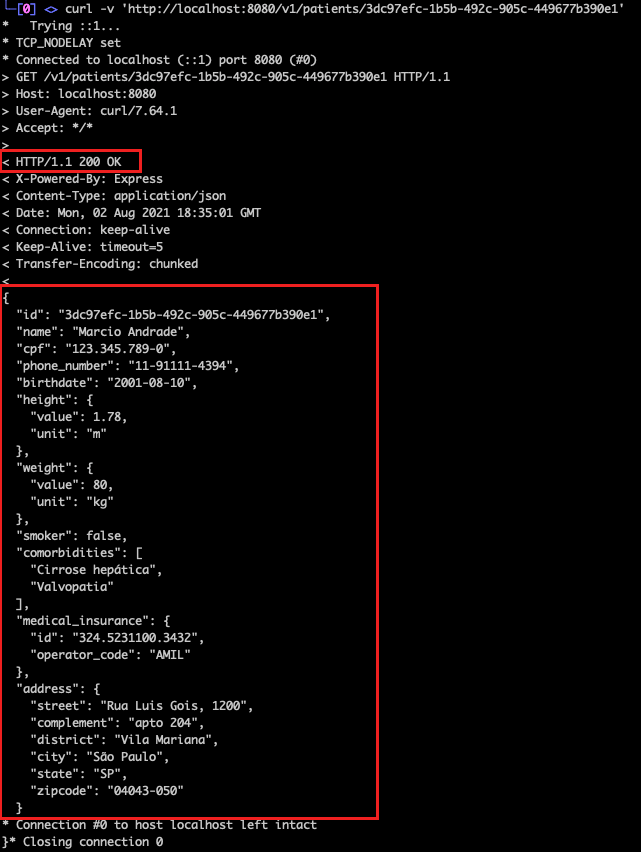 └─[0] <> curl -v 'http://localhost:8080/v1/patients/3dc97efc-1b5b-492c-905c-449677b390e1'
*   Trying ::1...
* TCP_NODELAY set
* Connected to localhost (::1) port 8080 (#0)
> GET /v1/patients/3dc97efc-1b5b-492c-905c-449677b390e1 HTTP/1.1
> Host: localhost:8080
> User-Agent: curl/7.64.1
> Accept: */*
>
< HTTP/1.1 200 OK
< X-Powered-By: Express
< Content-Type: application/json
< Date: Mon, 02 Aug 2021 18:35:01 GMT
< Connection: keep-alive
< Keep-Alive: timeout=5
< Transfer-Encoding: chunked
<
{
  "id": "3dc97efc-1b5b-492c-905c-449677b390e1",
  "name": "Marcio Andrade",
  "cpf": "123.345.789-0",
  "phone_number": "11-91111-4394",
  "birthdate": "2001-08-10",
  "height": {
    "value": 1.78,
    "unit": "m"
  },
  "weight": {
    "value": 80,
    "unit": "kg"
  },
  "smoker": false,
  "comorbidities": [
    "Cirrose hepática",
    "Valvopatia"
  ],
  "medical_insurance": {
    "id": "324.5231100.3432",
    "operator_code": "AMIL"
  },
  "address": {
    "street": "Rua Luis Gois, 1200",
    "complement": "apto 204",
    "district": "Vila Mariana",
    "city": "São Paulo",
    "state": "SP",
    "zipcode": "04043-050"
  }
* Connection #0 to host localhost left intact
}* Closing connection 0